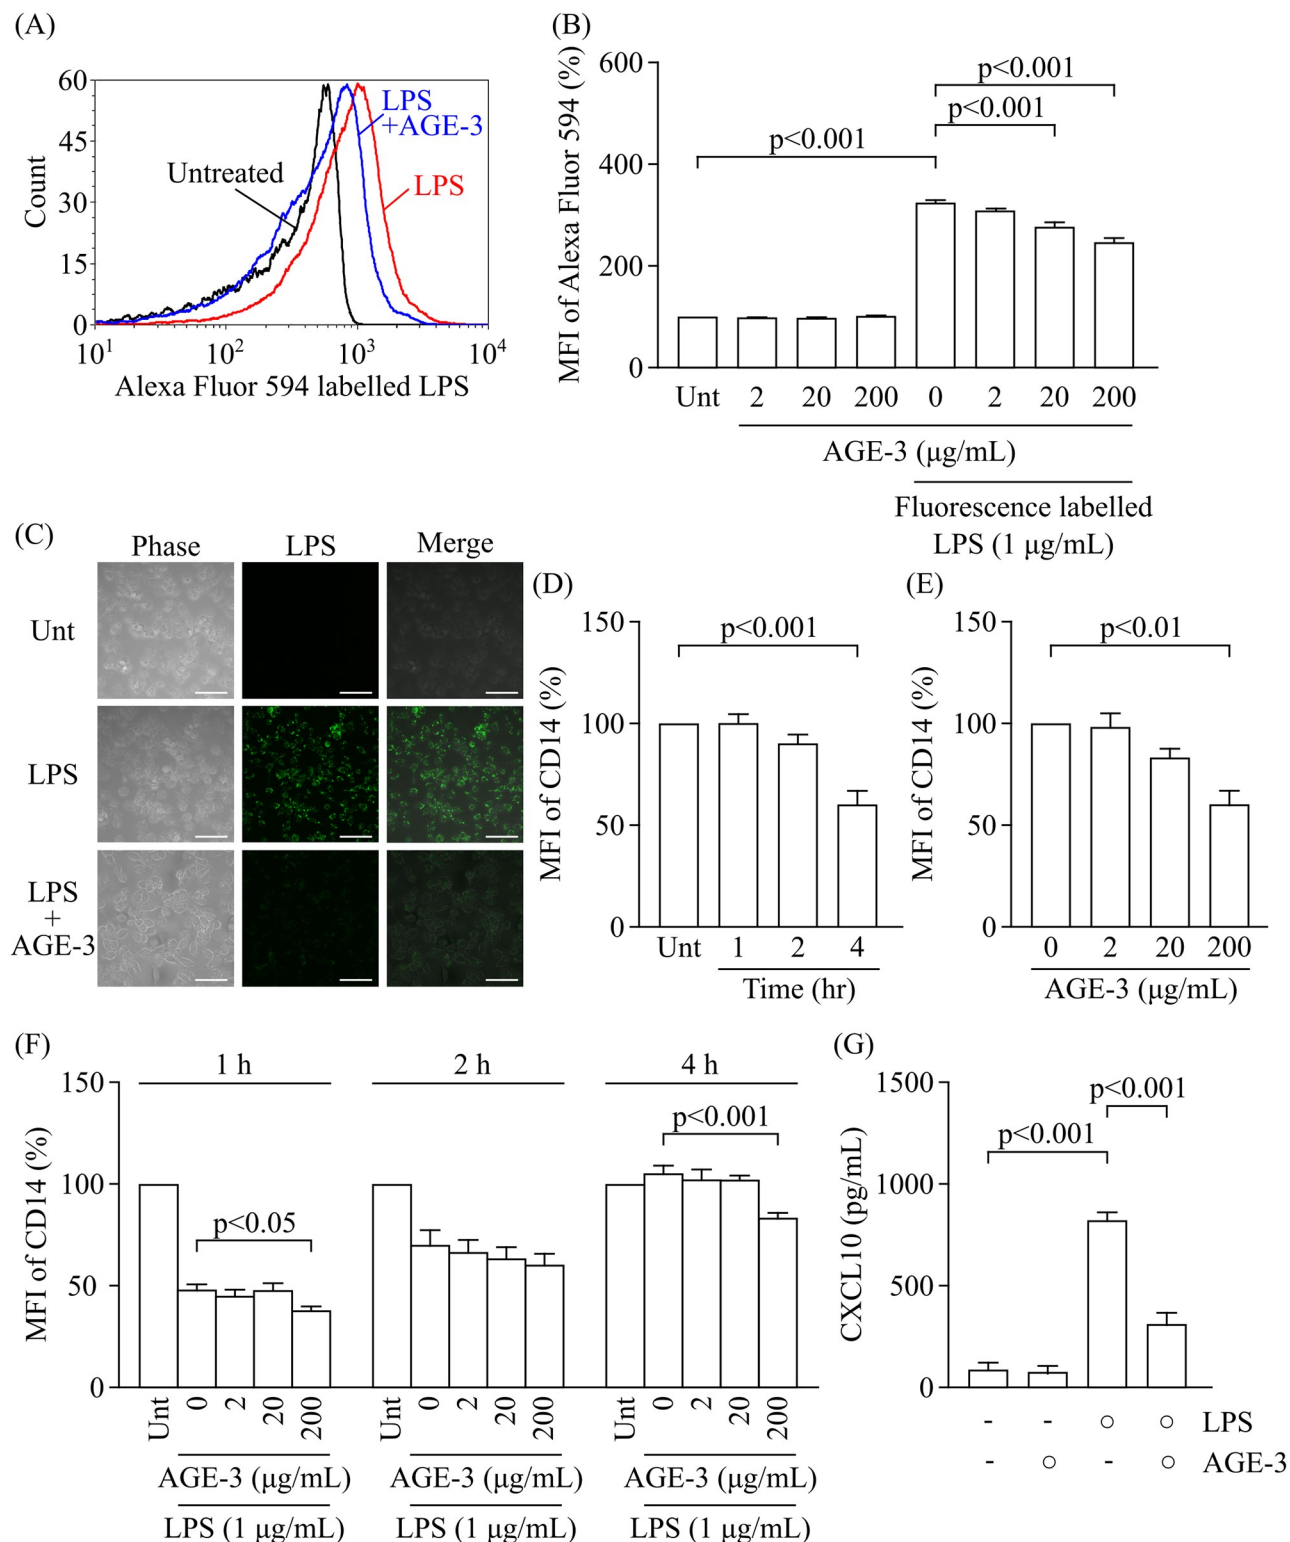 (A)
60
45
30
15
0
Count
LPS
+AGE-3
Untreated
LPS
10¹ 10² 10³ 10⁴
Alexa Fluor 594 labelled LPS
(B)
MFI of Alexa Fluor 594 (%)
600
400
200
0
p<0.001
p<0.001
p<0.001
Unt 2 20 200 0 2 20 200
AGE-3 (μg/mL)
Fluorescence labelled
LPS (1 μg/mL)
(C)
Phase LPS Merge
Unt
LPS
LPS
+
AGE-3
(D)
MFI of CD14 (%)
150
100
50
0
p<0.001
Unt 1 2 4
Time (hr)
(E)
MFI of CD14 (%)
150
100
50
0
p<0.01
0 2 20 200
AGE-3 (μg/mL)
(F)
MFI of CD14 (%)
150
100
50
0
1 h 2 h 4 h
p<0.05
p<0.001
Unt 0 2 20 200 Unt 0 2 20 200 Unt 0 2 20 200
AGE-3 (μg/mL) AGE-3 (μg/mL) AGE-3 (μg/mL)
LPS (1 μg/mL) LPS (1 μg/mL) LPS (1 μg/mL)
(G)
CXCL10 (pg/mL)
1500
1000
500
0
p<0.001
p<0.001
- - ○ ○ LPS
- ○ - ○ AGE-3